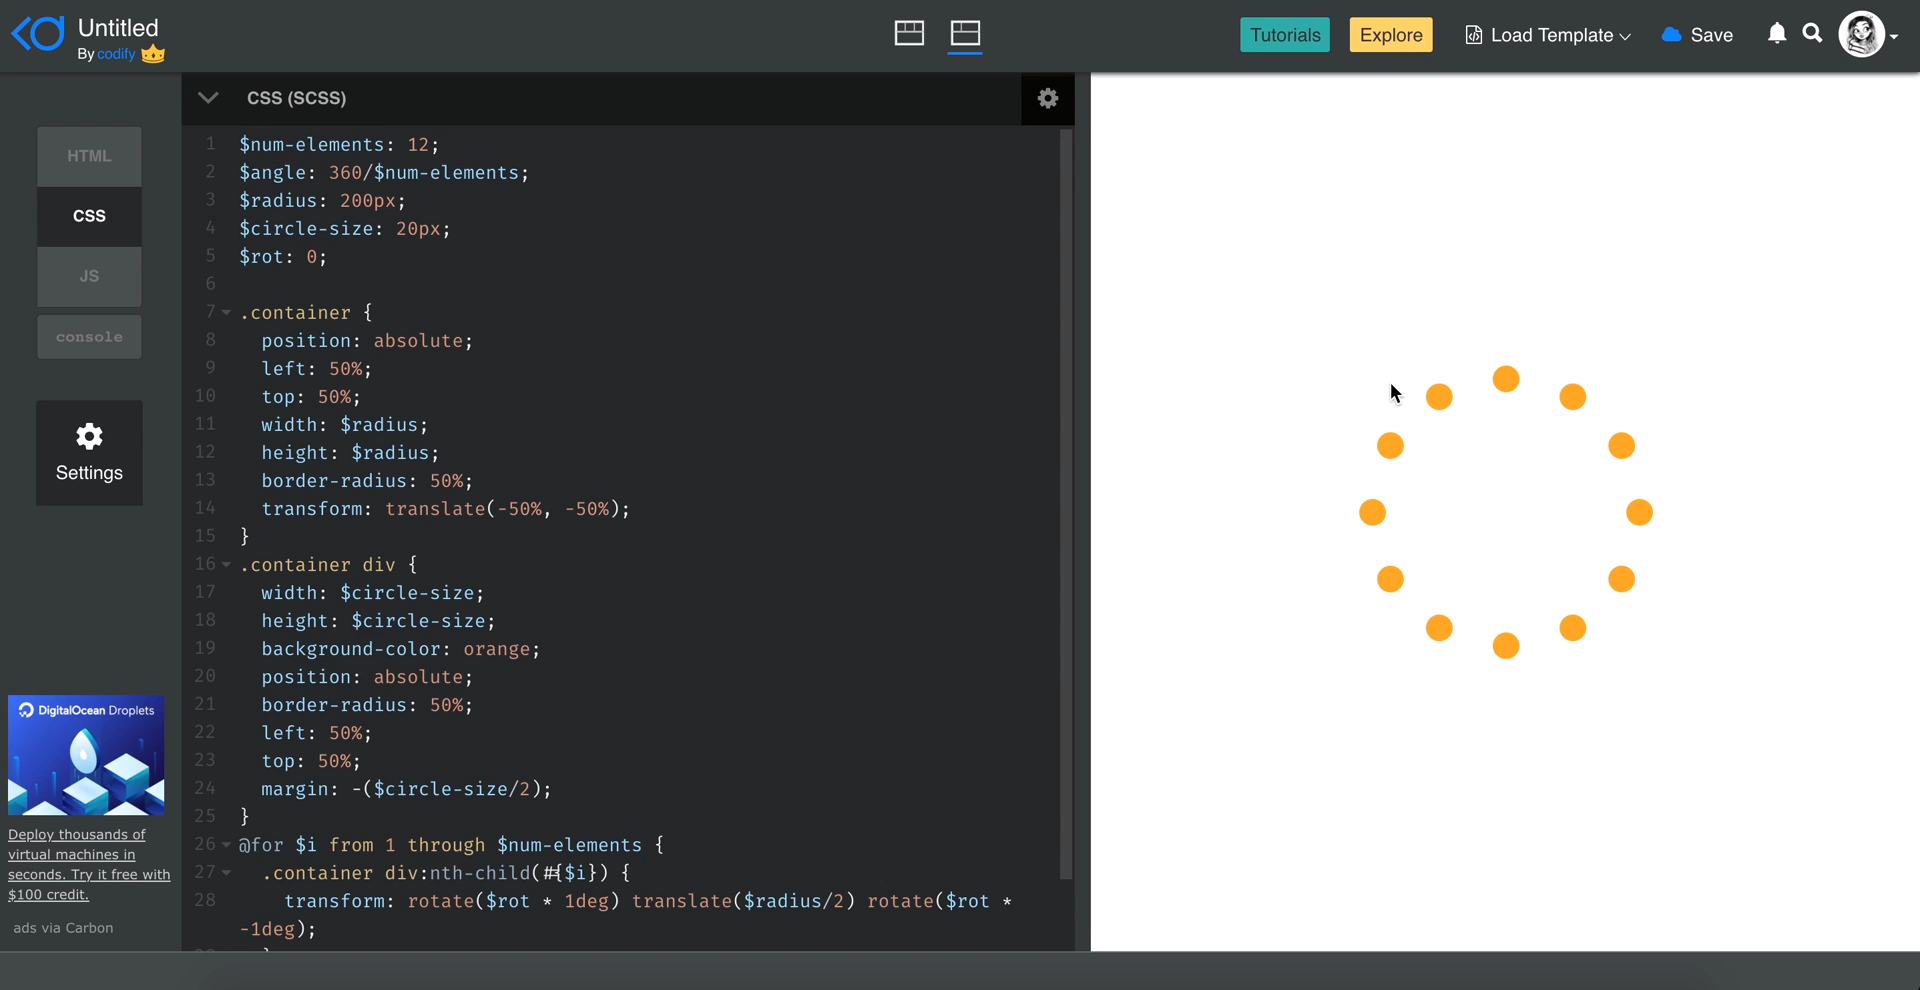 Untitled
By codify
Tutorials
Explore
Load Template
Save
HTML
CSS
JS
console
Settings
DigitalOcean Droplets
Deploy thousands of
virtual machines in
seconds. Try it free with
$100 credit.
ads via Carbon
CSS (SCSS)
1 $num-elements: 12;
2 $angle: 360/$num-elements;
3 $radius: 200px;
4 $circle-size: 20px;
5 $rot: 0;
6
7 .container {
8 position: absolute;
9 left: 50%;
10 top: 50%;
11 width: $radius;
12 height: $radius;
13 border-radius: 50%;
14 transform: translate(-50%, -50%);
15 }
16 .container div {
17 width: $circle-size;
18 height: $circle-size;
19 background-color: orange;
20 position: absolute;
21 border-radius: 50%;
22 left: 50%;
23 top: 50%;
24 margin: -($circle-size/2);
25 }
26 @for $i from 1 through $num-elements {
27 .container div:nth-child(#{$i}) {
28 transform: rotate($rot * 1deg) translate($radius/2) rotate($rot *
-1deg);